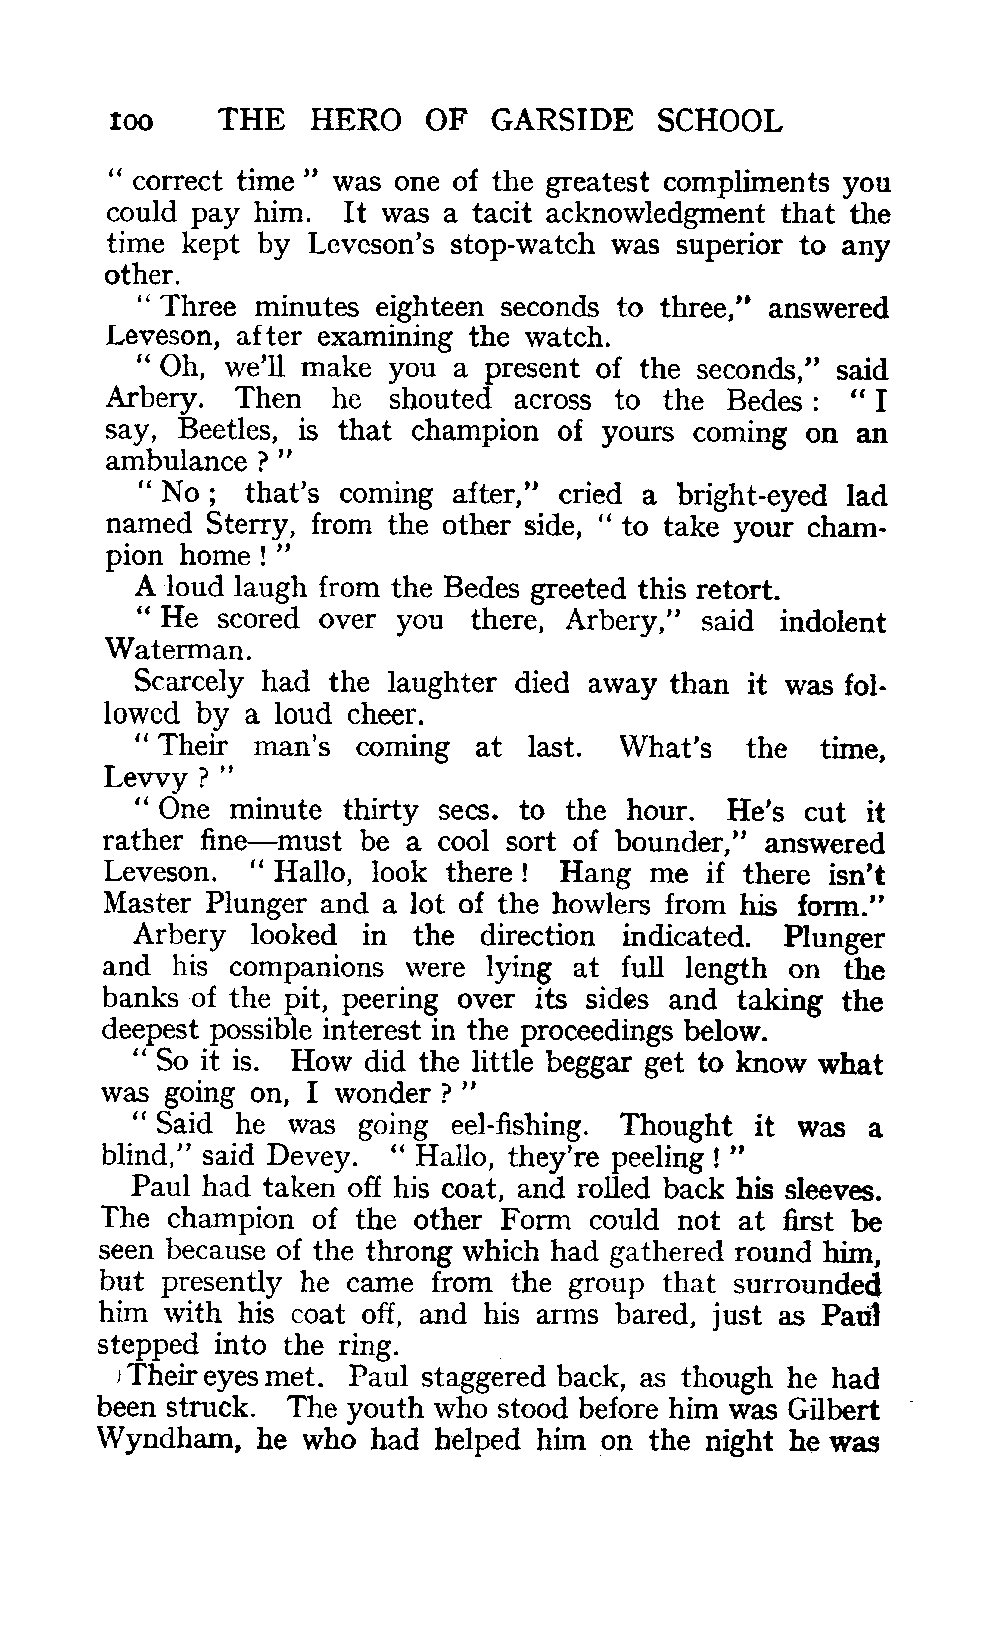 100 THE HERO OF GARSIDE SCHOOL
" correct time " was one of the greatest compliments you
could pay him. It was a tacit acknowledgment that the
time kept by Leveson's stop-watch was superior to any
other.
" Three minutes eighteen seconds to three," answered
Leveson, after examining the watch.
" Oh, we'll make you a present of the seconds," said
Arbery. Then he shouted across to the Bedes : " I
say, Beetles, is that champion of yours coming on an
ambulance ? "
" No ; that's coming after," cried a bright-eyed lad
named Sterry, from the other side, " to take your cham-
pion home ! "
A loud laugh from the Bedes greeted this retort.
" He scored over you there, Arbery," said indolent
Waterman.
Scarcely had the laughter died away than it was fol-
lowed by a loud cheer.
" Their man's coming at last. What's the time,
Levvy ? "
" One minute thirty secs. to the hour. He's cut it
rather fine—must be a cool sort of bounder," answered
Leveson. " Hallo, look there ! Hang me if there isn't
Master Plunger and a lot of the howlers from his form."
Arbery looked in the direction indicated. Plunger
and his companions were lying at full length on the
banks of the pit, peering over its sides and taking the
deepest possible interest in the proceedings below.
" So it is. How did the little beggar get to know what
was going on, I wonder ? "
" Said he was going eel-fishing. Thought it was a
blind," said Devey. " Hallo, they're peeling ! "
Paul had taken off his coat, and rolled back his sleeves.
The champion of the other Form could not at first be
seen because of the throng which had gathered round him,
but presently he came from the group that surrounded
him with his coat off, and his arms bared, just as Paul
stepped into the ring.
Their eyes met. Paul staggered back, as though he had
been struck. The youth who stood before him was Gilbert
Wyndham, he who had helped him on the night he was